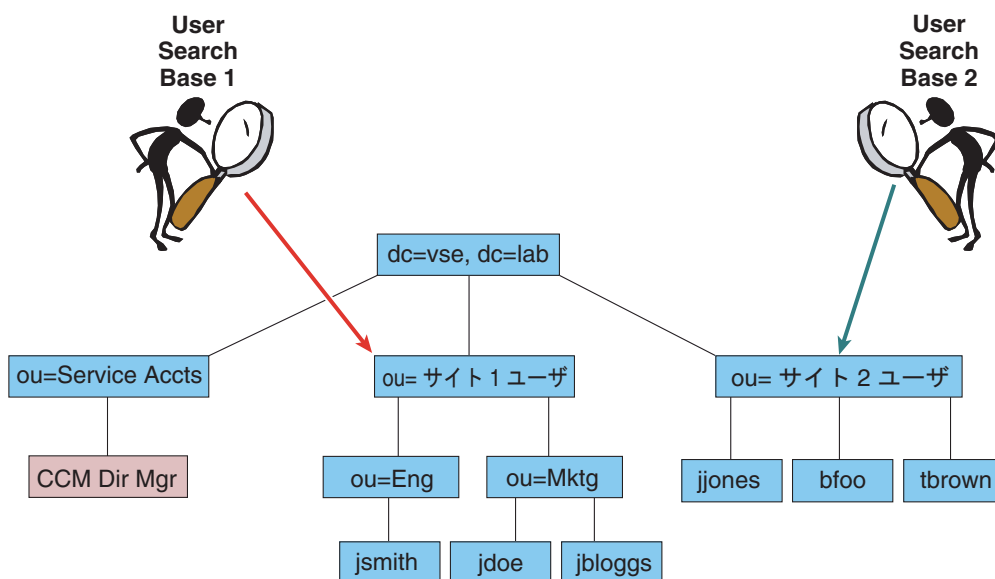 User
Search
Base 1
User
Search
Base 2
dc=vse, dc=lab
ou=Service Accts
ou= サイト 1 ユーザ
ou= サイト 2 ユーザ
CCM Dir Mgr
ou=Eng
ou=Mktg
jjones
bfoo
tbrown
jsmith
jdoe
jbloggs